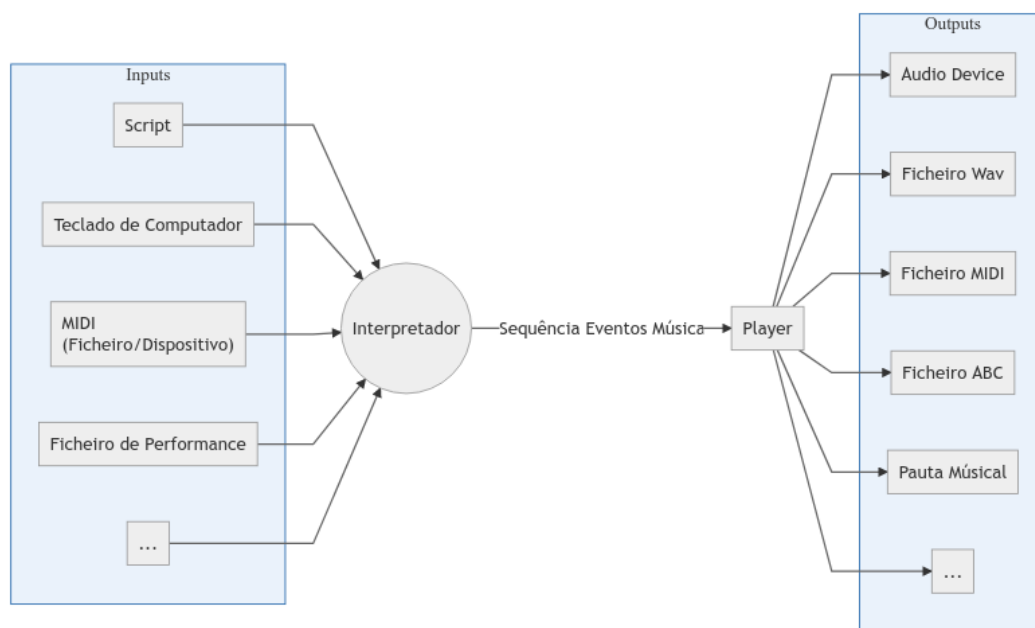 Inputs
Script
Teclado de Computador
MIDI
(Ficheiro/Dispositivo)
Ficheiro de Performance
...
Interpretador
Sequência Eventos Música
Player
Outputs
Audio Device
Ficheiro Wav
Ficheiro MIDI
Ficheiro ABC
Pauta Músical
...